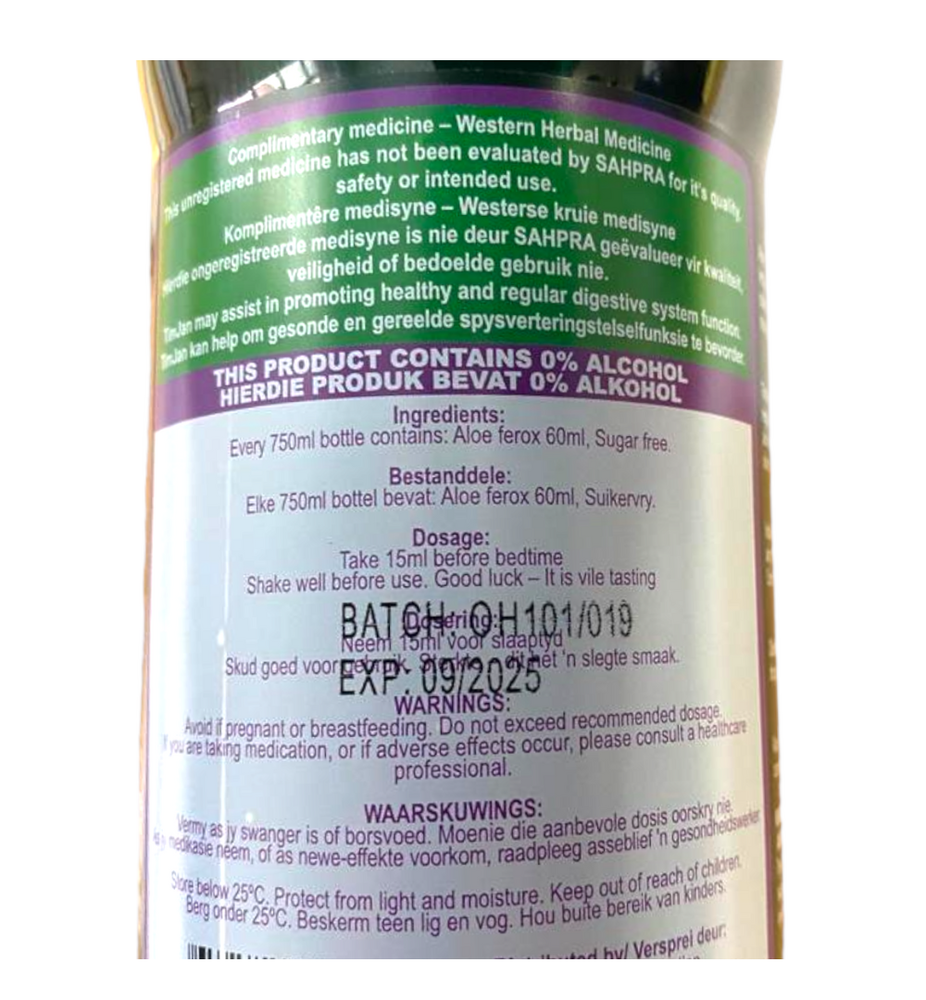 Complimentary medicine – Western Herbal Medicine
This unregistered medicine has not been evaluated by SAHPRA for it's quality,
safety or intended use.
Komplimentêre medisyne – Westerse kruie medisyne
Hierdie ongeregistreerde medisyne is nie deur SAHPRA geëvalueer vir kwaliteit,
veiligheid of bedoelde gebruik nie.
TimJan may assist in promoting healthy and regular digestive system function.
TimJan kan help om gesonde en gereelde spysverteringstelselfunksie te bevorder.
THIS PRODUCT CONTAINS 0% ALCOHOL
HIERDIE PRODUK BEVAT 0% ALKOHOL
Ingredients:
Every 750ml bottle contains: Aloe ferox 60ml, Sugar free.
Bestanddele:
Elke 750ml bottel bevat: Aloe ferox 60ml, Suikervry.
Dosage:
Take 15ml before bedtime
Shake well before use. Good luck – It is vile tasting
BATCH: OH101/019
Dosering:
Neem 15ml voor slaaptyd
Skud goed voor gebruik. Sterkte – dit het 'n slegte smaak.
EXP: 09/2025
WARNINGS:
Avoid if pregnant or breastfeeding. Do not exceed recommended dosage.
If you are taking medication, or if adverse effects occur, please consult a healthcare
professional.
WAARSKUWINGS:
Vermy as jy swanger is of borsvoed. Moenie die aanbevole dosis oorskry nie.
medikasie neem, of as newe-effekte voorkom, raadpleeg asseblief 'n gesondheidswerker
Store below 25°C. Protect from light and moisture. Keep out of reach of children.
Berg onder 25°C. Beskerm teen lig en vog. Hou buite bereik van kinders.
by/ Versprei deur: